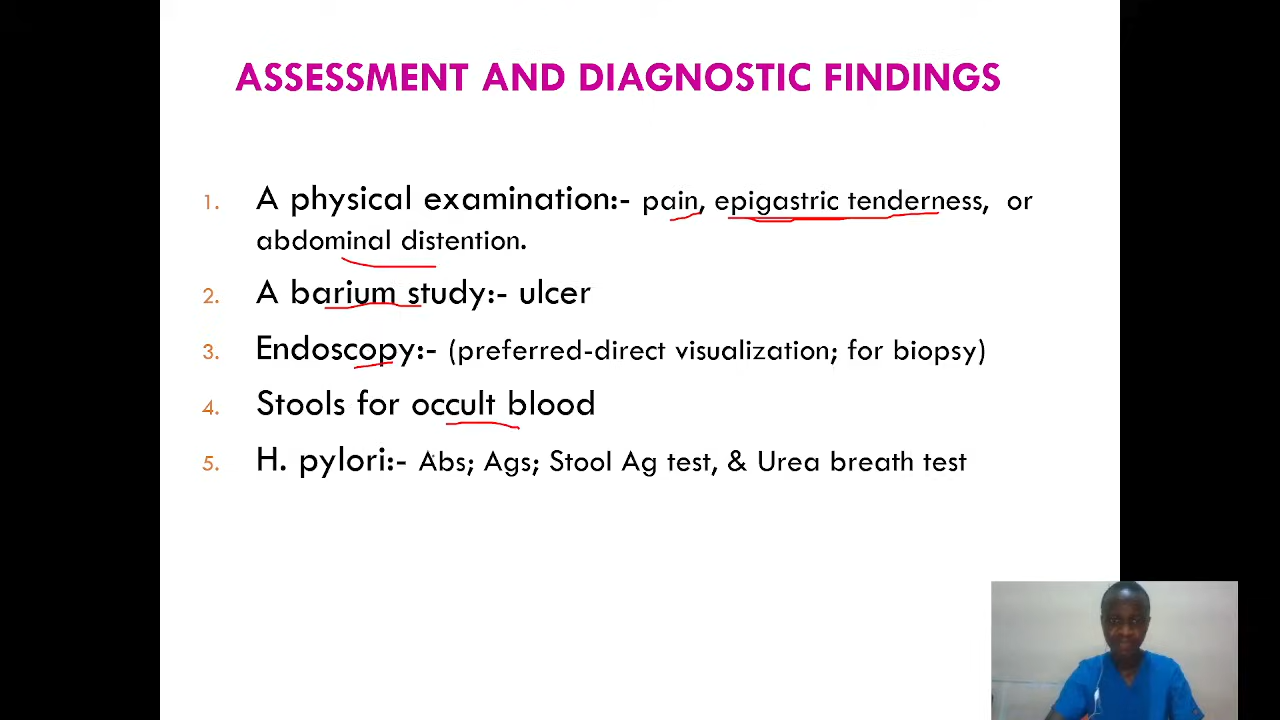 ASSESSMENT AND DIAGNOSTIC FINDINGS
1. A physical examination:- pain, epigastric tenderness, or
abdominal distention.
2. A barium study:- ulcer
3. Endoscopy:- (preferred-direct visualization; for biopsy)
4. Stools for occult blood
5. H. pylori:- Abs; Ags; Stool Ag test, & Urea breath test